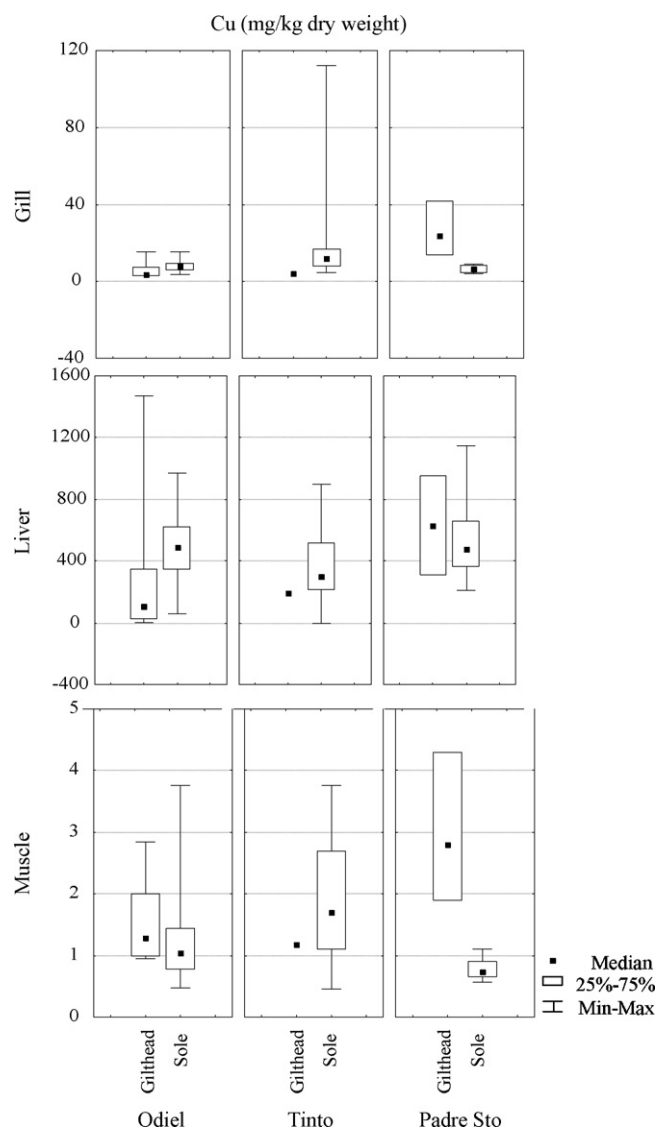 Cu (mg/kg dry weight)
Gill
120
80
40
0
-40
Liver
1600
1200
800
400
0
-400
Muscle
5
4
3
2
1
0
Median
25%-75%
Min-Max
Gilthead
Sole
Gilthead
Sole
Gilthead
Sole
Odiel
Tinto
Padre Sto